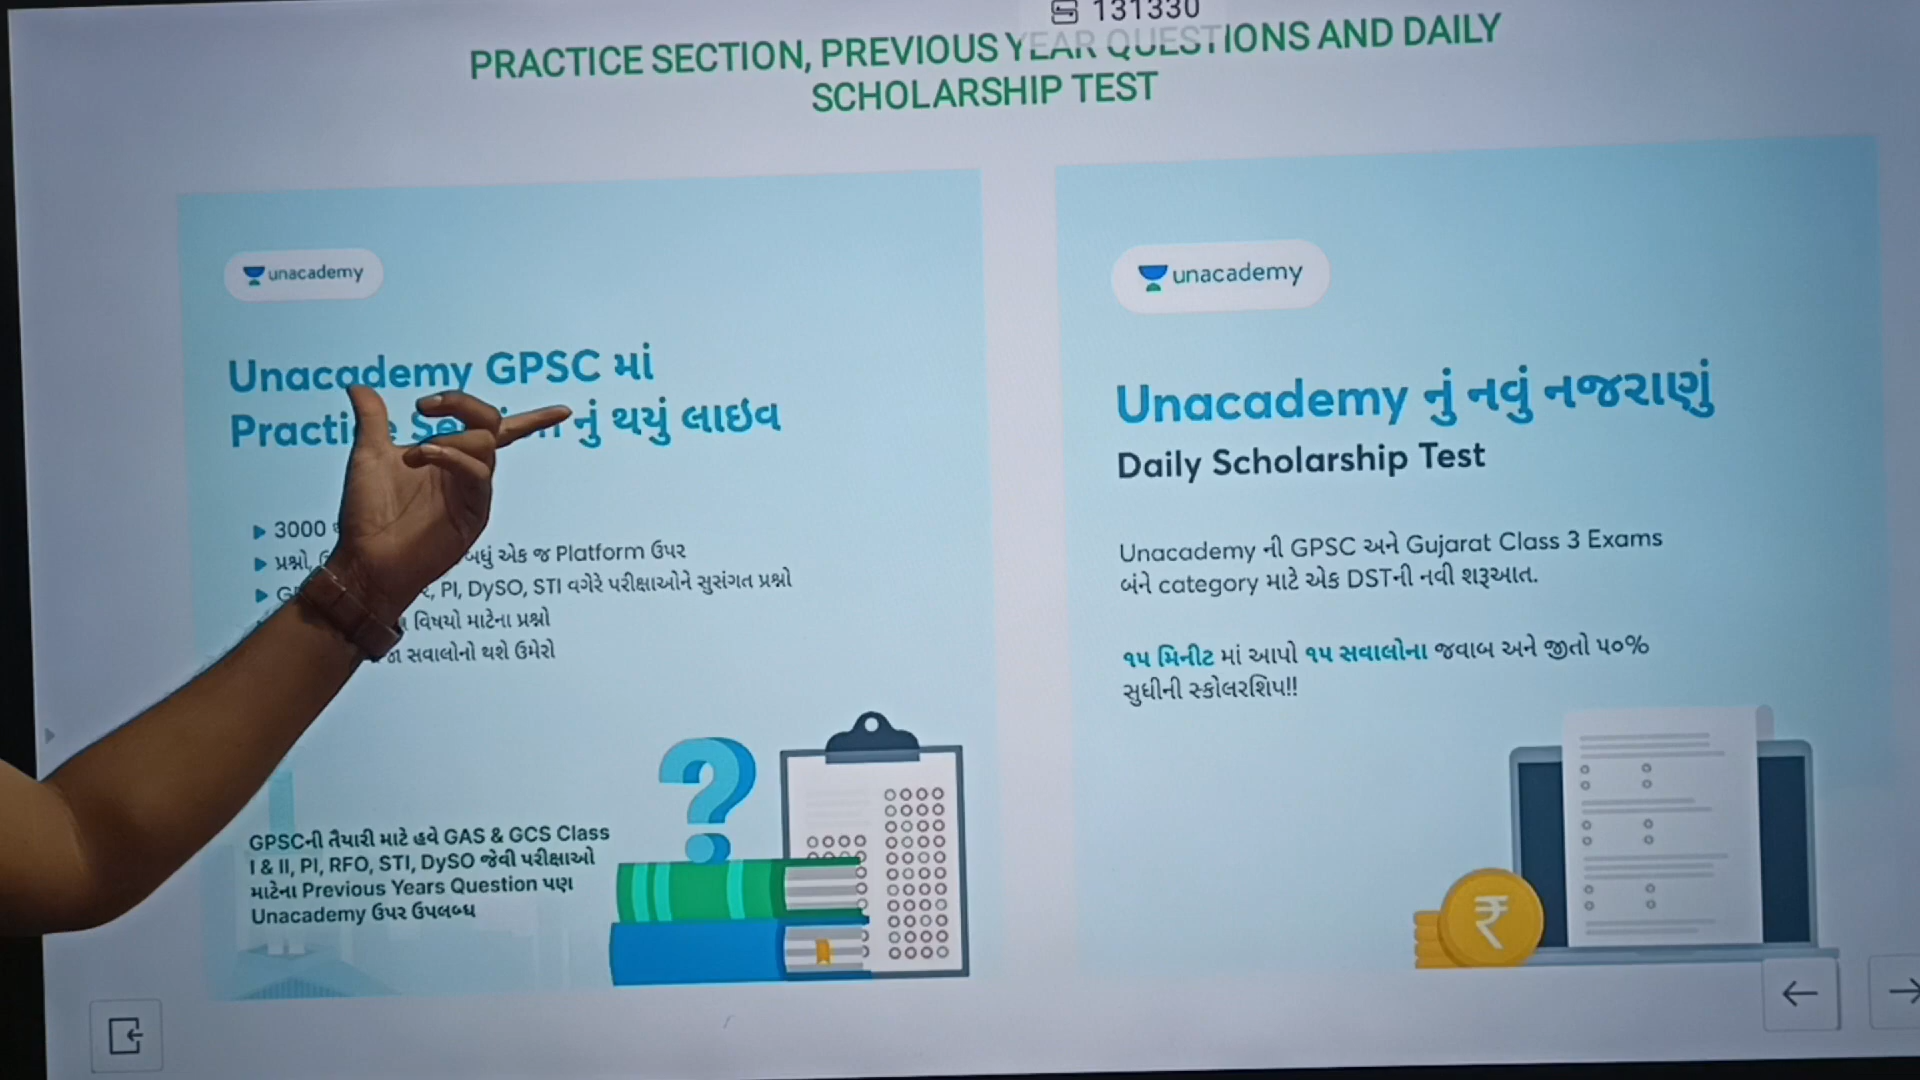 131330
PRACTICE SECTION, PREVIOUS YEAR QUESTIONS AND DAILY
SCHOLARSHIP TEST
unacademy
Unacademy GPSC માં
Practice Section નું થયું લાઇવ
3000
પ્રશ્નો, બધું એક જ Platform ઉપર
PI, DySO, STI વગેરે પરીક્ષાઓને સુસંગત પ્રશ્નો
વિષયો માટેના પ્રશ્નો
સવાલોનો થશે ઉમેરો
GPSCની તૈયારી માટે હવે GAS & GCS Class
I & II, PI, RFO, STI, DySO જેવી પરીક્ષાઓ
માટેના Previous Years Question પણ
Unacademy ઉપર ઉપલબ્ધ
unacademy
Unacademy નું નવું નજરાણું
Daily Scholarship Test
Unacademy ની GPSC અને Gujarat Class 3 Exams
બંને category માટે એક DSTની નવી શરૂઆત.
૧૫ મિનીટ માં આપો ૧૫ સવાલોના જવાબ અને જીતો ૫૦%
સુધીની સ્કોલરશિપ!!